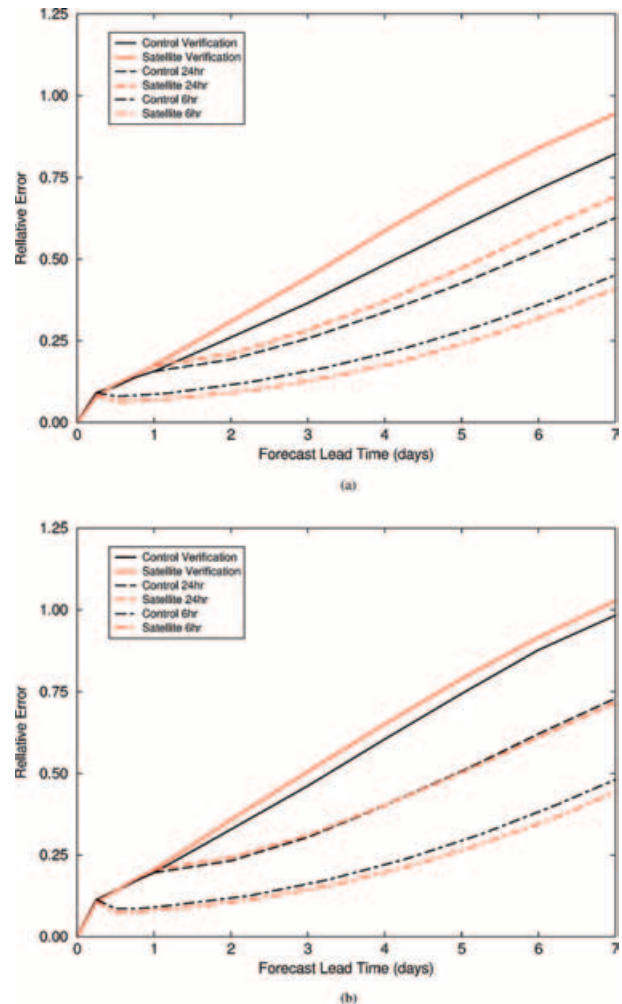 1.25
1.00
0.75
0.50
0.25
0.00
Rellative Error
Control Verification
Satellite Verification
Control 24hr
Satellite 24hr
Control 6hr
Satellite 6hr
0 1 2 3 4 5 6 7
Forecast Lead Time (days)
(a)
1.25
1.00
0.75
0.50
0.25
0.00
Rellative Error
Control Verification
Satellite Verification
Control 24hr
Satellite 24hr
Control 6hr
Satellite 6hr
0 1 2 3 4 5 6 7
Forecast Lead Time (days)
(b)